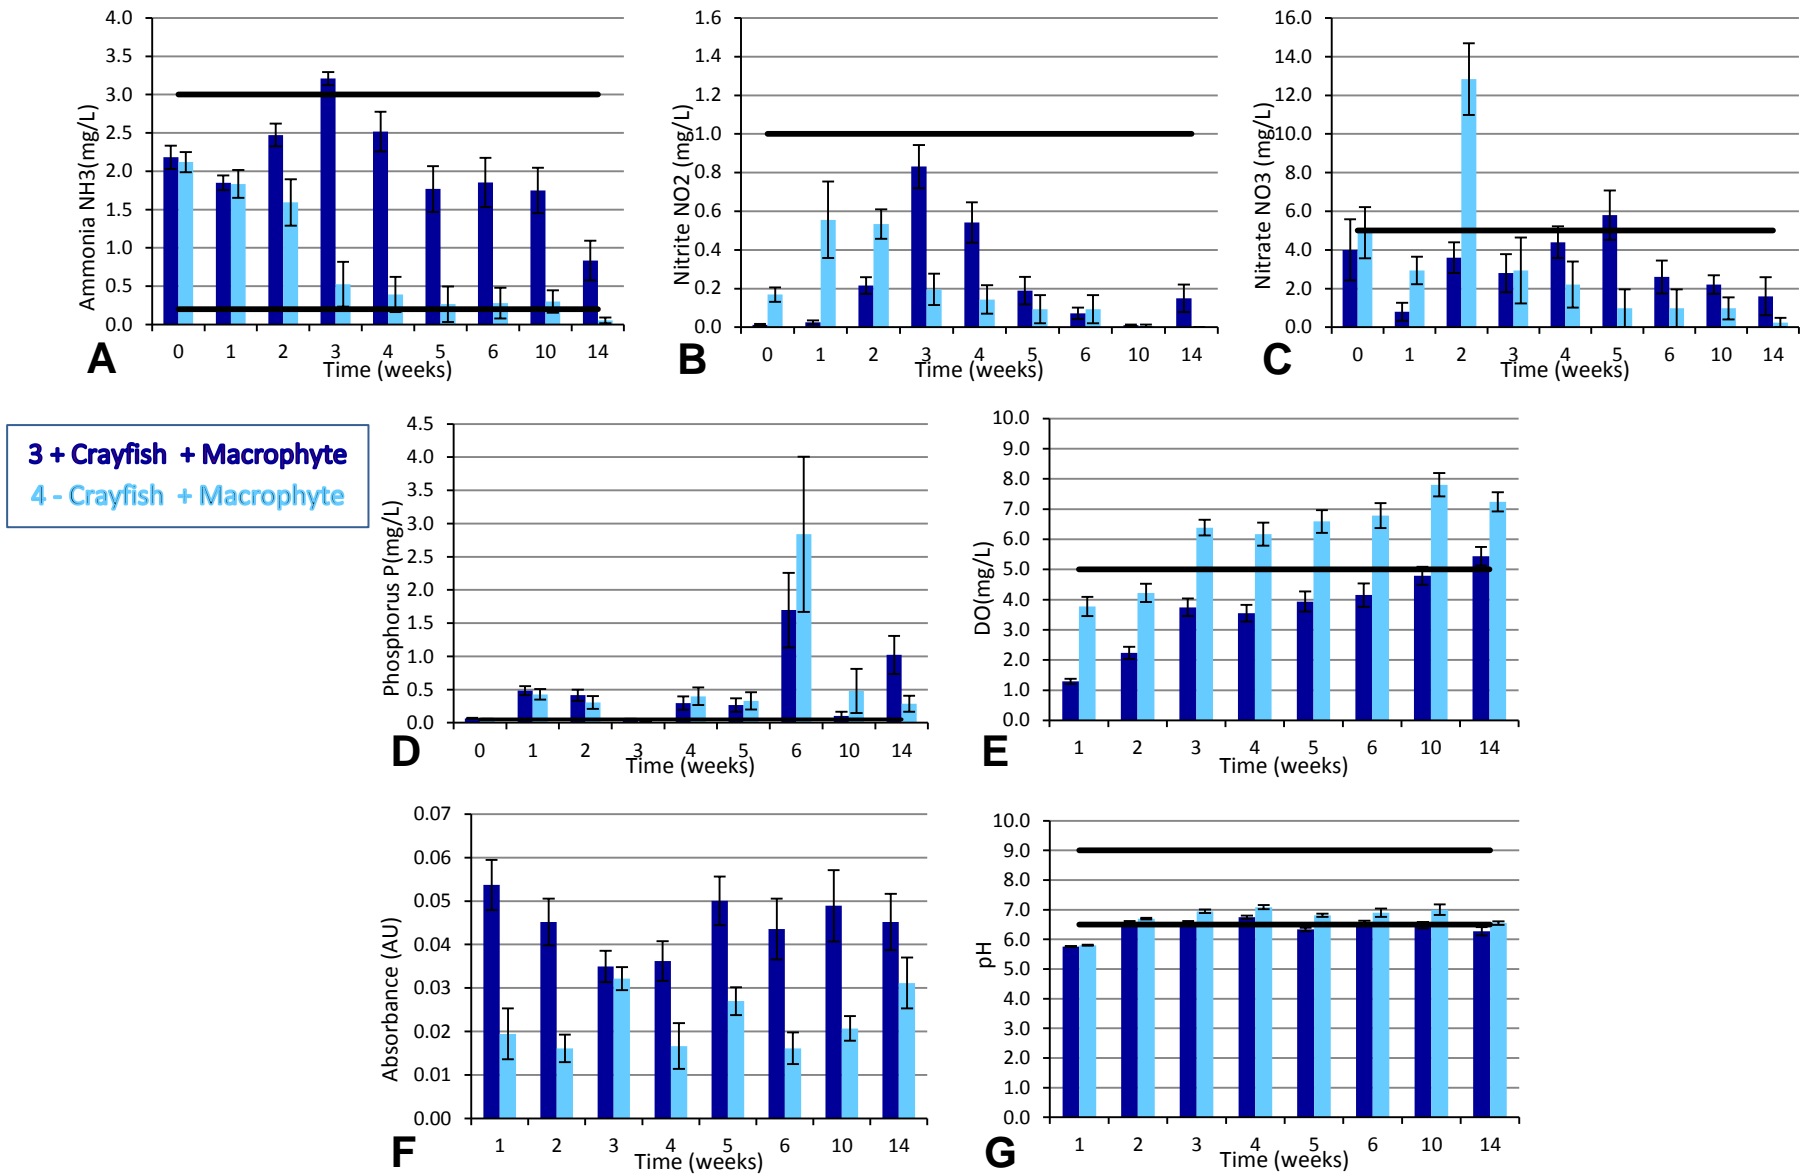 4.0
3.5
3.0
2.5
2.0
1.5
1.0
0.5
0.0
Ammonia NH3(mg/L)
0 1 2 3 4 5 6 10 14
Time (weeks)
A
1.6
1.4
1.2
1.0
0.8
0.6
0.4
0.2
0.0
Nitrite NO2 (mg/L)
0 1 2 3 4 5 6 10 14
Time (weeks)
B
16.0
14.0
12.0
10.0
8.0
6.0
4.0
2.0
0.0
Nitrate NO3 (mg/L)
0 1 2 3 4 5 6 10 14
Time (weeks)
C
3 + Crayfish + Macrophyte
4 - Crayfish + Macrophyte
4.5
4.0
3.5
3.0
2.5
2.0
1.5
1.0
0.5
0.0
Phosphorus P(mg/L)
0 1 2 3 4 5 6 10 14
Time (weeks)
D
10.0
9.0
8.0
7.0
6.0
5.0
4.0
3.0
2.0
1.0
0.0
DO(mg/L)
1 2 3 4 5 6 10 14
Time (weeks)
E
0.07
0.06
0.05
0.04
0.03
0.02
0.01
0.00
Absorbance (AU)
1 2 3 4 5 6 10 14
Time (weeks)
F
10.0
9.0
8.0
7.0
6.0
5.0
4.0
3.0
2.0
1.0
0.0
pH
1 2 3 4 5 6 10 14
Time (weeks)
G